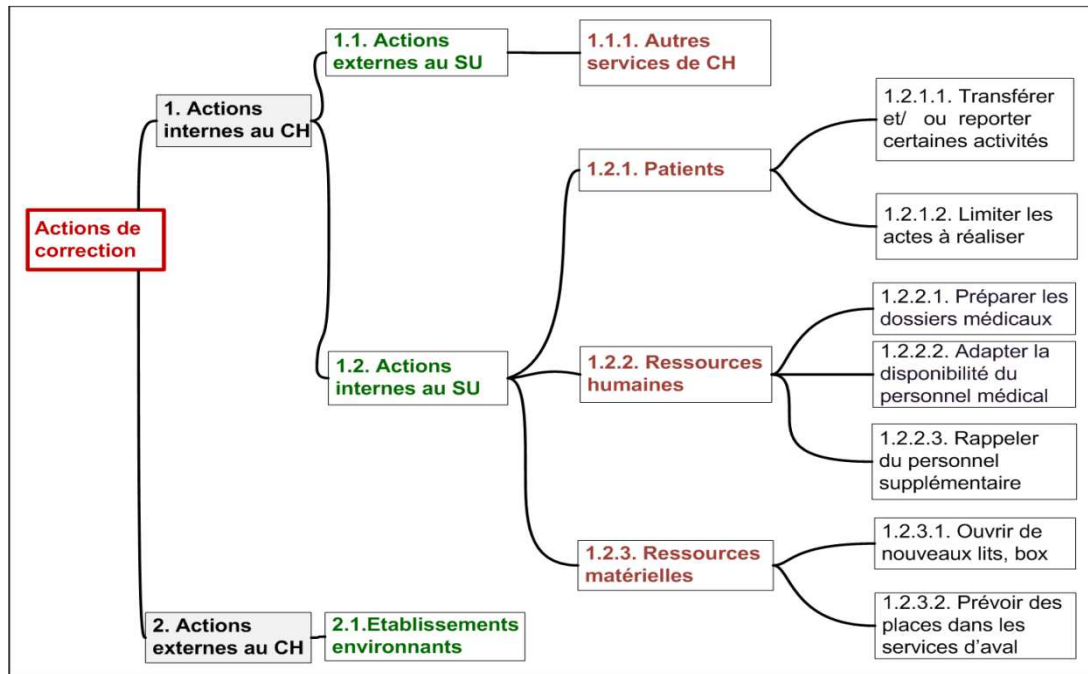 Actions de
correction
1. Actions
internes au CH
1.1. Actions
externes au SU
1.1.1. Autres
services de CH
1.2. Actions
internes au SU
1.2.1. Patients
1.2.1.1. Transférer
et/ ou reporter
certaines activités
1.2.1.2. Limiter les
actes à réaliser
1.2.2. Ressources
humaines
1.2.2.1. Préparer les
dossiers médicaux
1.2.2.2. Adapter la
disponibilité du
personnel médical
1.2.2.3. Rappeler
du personnel
supplémentaire
1.2.3. Ressources
matérielles
1.2.3.1. Ouvrir de
nouveaux lits, box
1.2.3.2. Prévoir des
places dans les
services d'aval
2. Actions
externes au CH
2.1.Etablissements
environnants